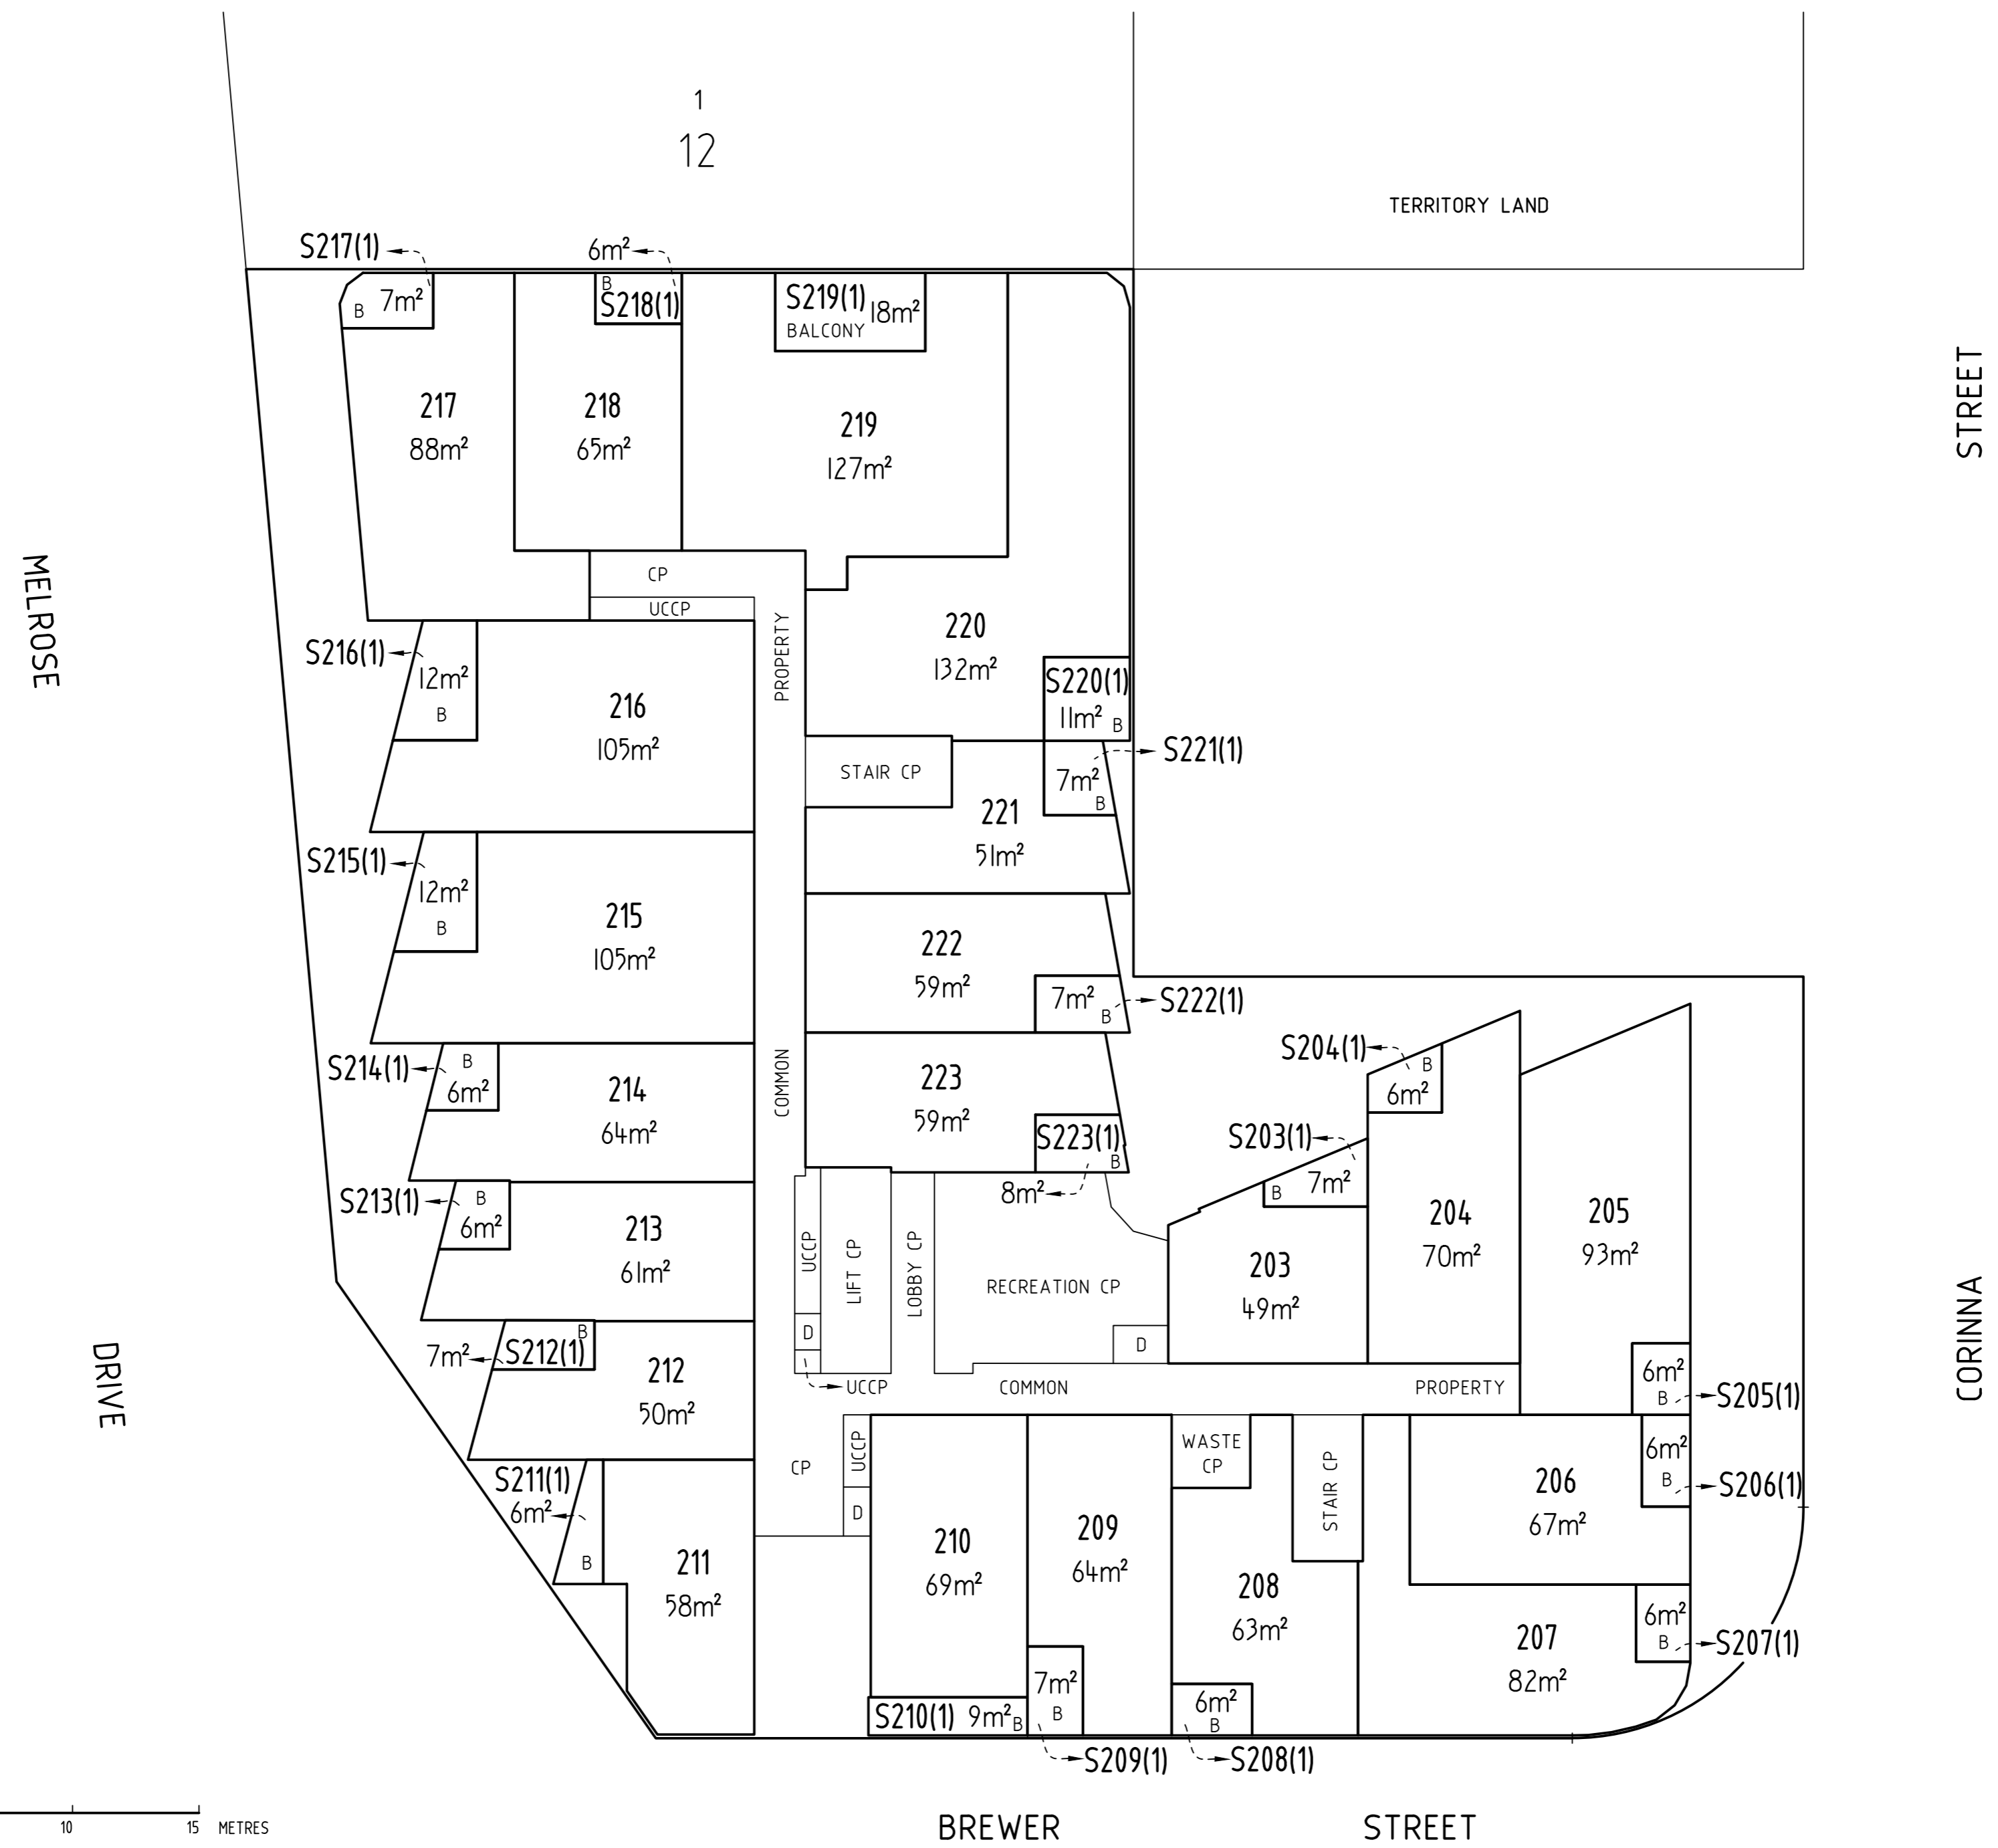 1
12
TERRITORY LAND
S217(1)
6m²
B 7m²
B
S218(1)
S219(1) 18m²
BALCONY
STREET
217
88m²
218
65m²
219
127m²
MELROSE
CP
UCCP
PROPERTY
220
132m²
S216(1)
12m²
B
216
105m²
S220(1)
11m² B
S221(1)
STAIR CP
7m²
B
221
51m²
S215(1)
12m²
B
215
105m²
222
59m²
7m²
B
S222(1)
S214(1)
B
6m²
214
64m²
COMMON
223
59m²
S223(1)
B
8m²
S204(1)
B
6m²
S203(1)
B 7m²
S213(1)
B
6m²
213
61m²
UCCP
LIFT CP
LOBBY CP
RECREATION CP
203
49m²
204
70m²
205
93m²
CORINNA
DRIVE
7m²
B
S212(1)
212
50m²
D
D
UCCP
COMMON PROPERTY
6m²
B
S205(1)
S211(1)
6m²
B
211
58m²
CP
UCCP
D
210
69m²
209
64m²
WASTE
CP
STAIR CP
208
63m²
206
67m²
6m²
B
S206(1)
207
82m²
6m²
B
S207(1)
S210(1) 9m² B
7m²
B
S209(1)
6m²
B
S208(1)
10 15 METRES
BREWER STREET